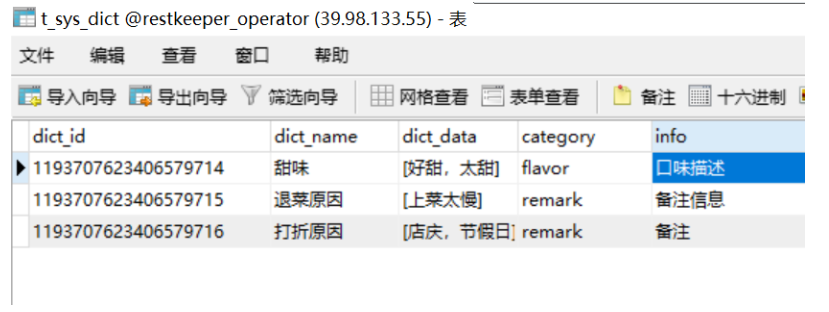 t_sys_dict @restkeeper_operator (39.98.133.55) - 表
文件 编辑 查看 窗口 帮助
导入向导 导出向导 筛选向导 网格查看 表单查看 备注 十六进制
dict_id dict_name dict_data category info
1193707623406579714 甜味 [好甜，太甜] flavor 口味描述
1193707623406579715 退菜原因 [上菜太慢] remark 备注信息
1193707623406579716 打折原因 [店庆，节假日] remark 备注